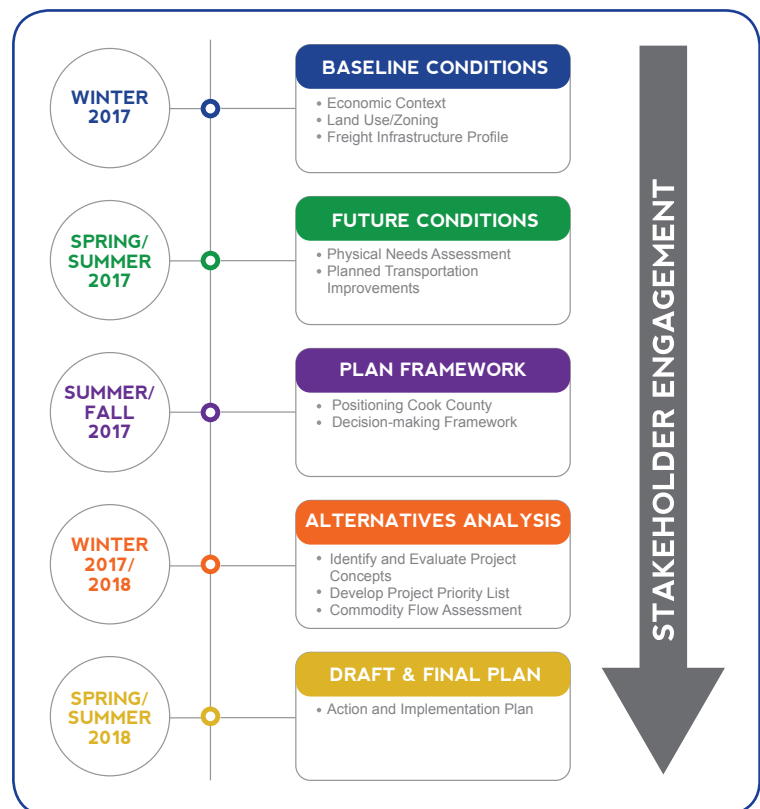 WINTER
2017
BASELINE CONDITIONS
• Economic Context
• Land Use/Zoning
• Freight Infrastructure Profile
SPRING/
SUMMER
2017
FUTURE CONDITIONS
• Physical Needs Assessment
• Planned Transportation
Improvements
SUMMER/
FALL
2017
PLAN FRAMEWORK
• Positioning Cook County
• Decision-making Framework
WINTER
2017/
2018
ALTERNATIVES ANALYSIS
• Identify and Evaluate Project
Concepts
• Develop Project Priority List
• Commodity Flow Assessment
SPRING/
SUMMER
2018
DRAFT & FINAL PLAN
• Action and Implementation Plan
STAKEHOLDER ENGAGEMENT